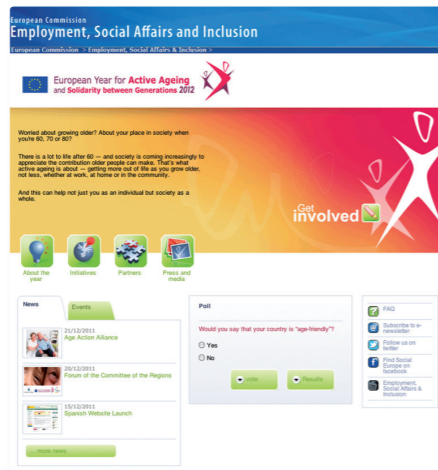 European Commission
Employment, Social Affairs and Inclusion
European Commission > Employment, Social Affairs & Inclusion >
European Year for Active Ageing
and Solidarity between Generations 2012
Worried about growing older? About your place in society when
you're 60, 70 or 80?
There is a lot to life after 60 — and society is coming increasingly to
appreciate the contribution older people can make. That's what
active ageing is about — getting more out of life as you grow older,
not less, whether at work, at home or in the community.
And this can help not just you as an individual but society as a
whole.
Get
involved
About the
year
Initiatives
Partners
Press and
media
News
Events
21/12/2011
Age Action Alliance
20/12/2011
Forum of the Committee of the Regions
15/12/2011
Spanish Website Launch
... more news
Poll
Would you say that your country is "age-friendly"?
Yes
No
vote
Results
FAQ
Subscribe to e-
newsletter
Follow us on
twitter
Find Social
Europe on
facebook
Employment,
Social Affairs &
Inclusion